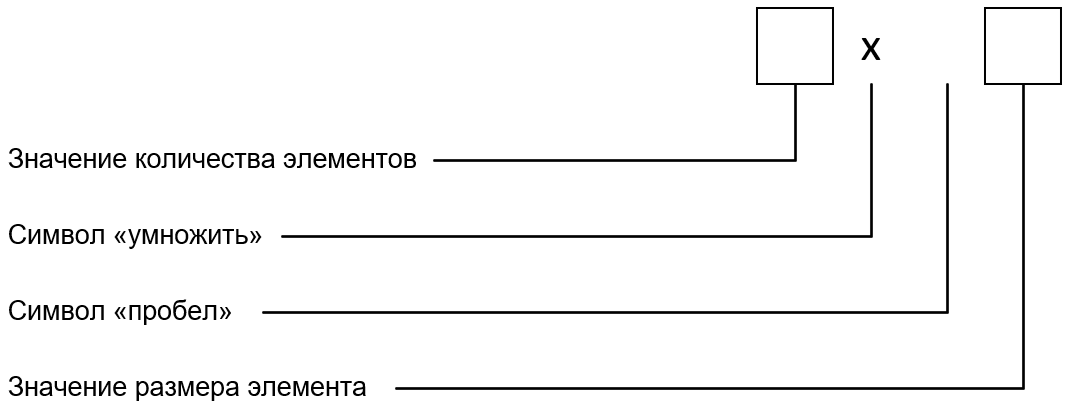 х
Значение количества элементов
Символ «умножить»
Символ «пробел»
Значение размера элемента